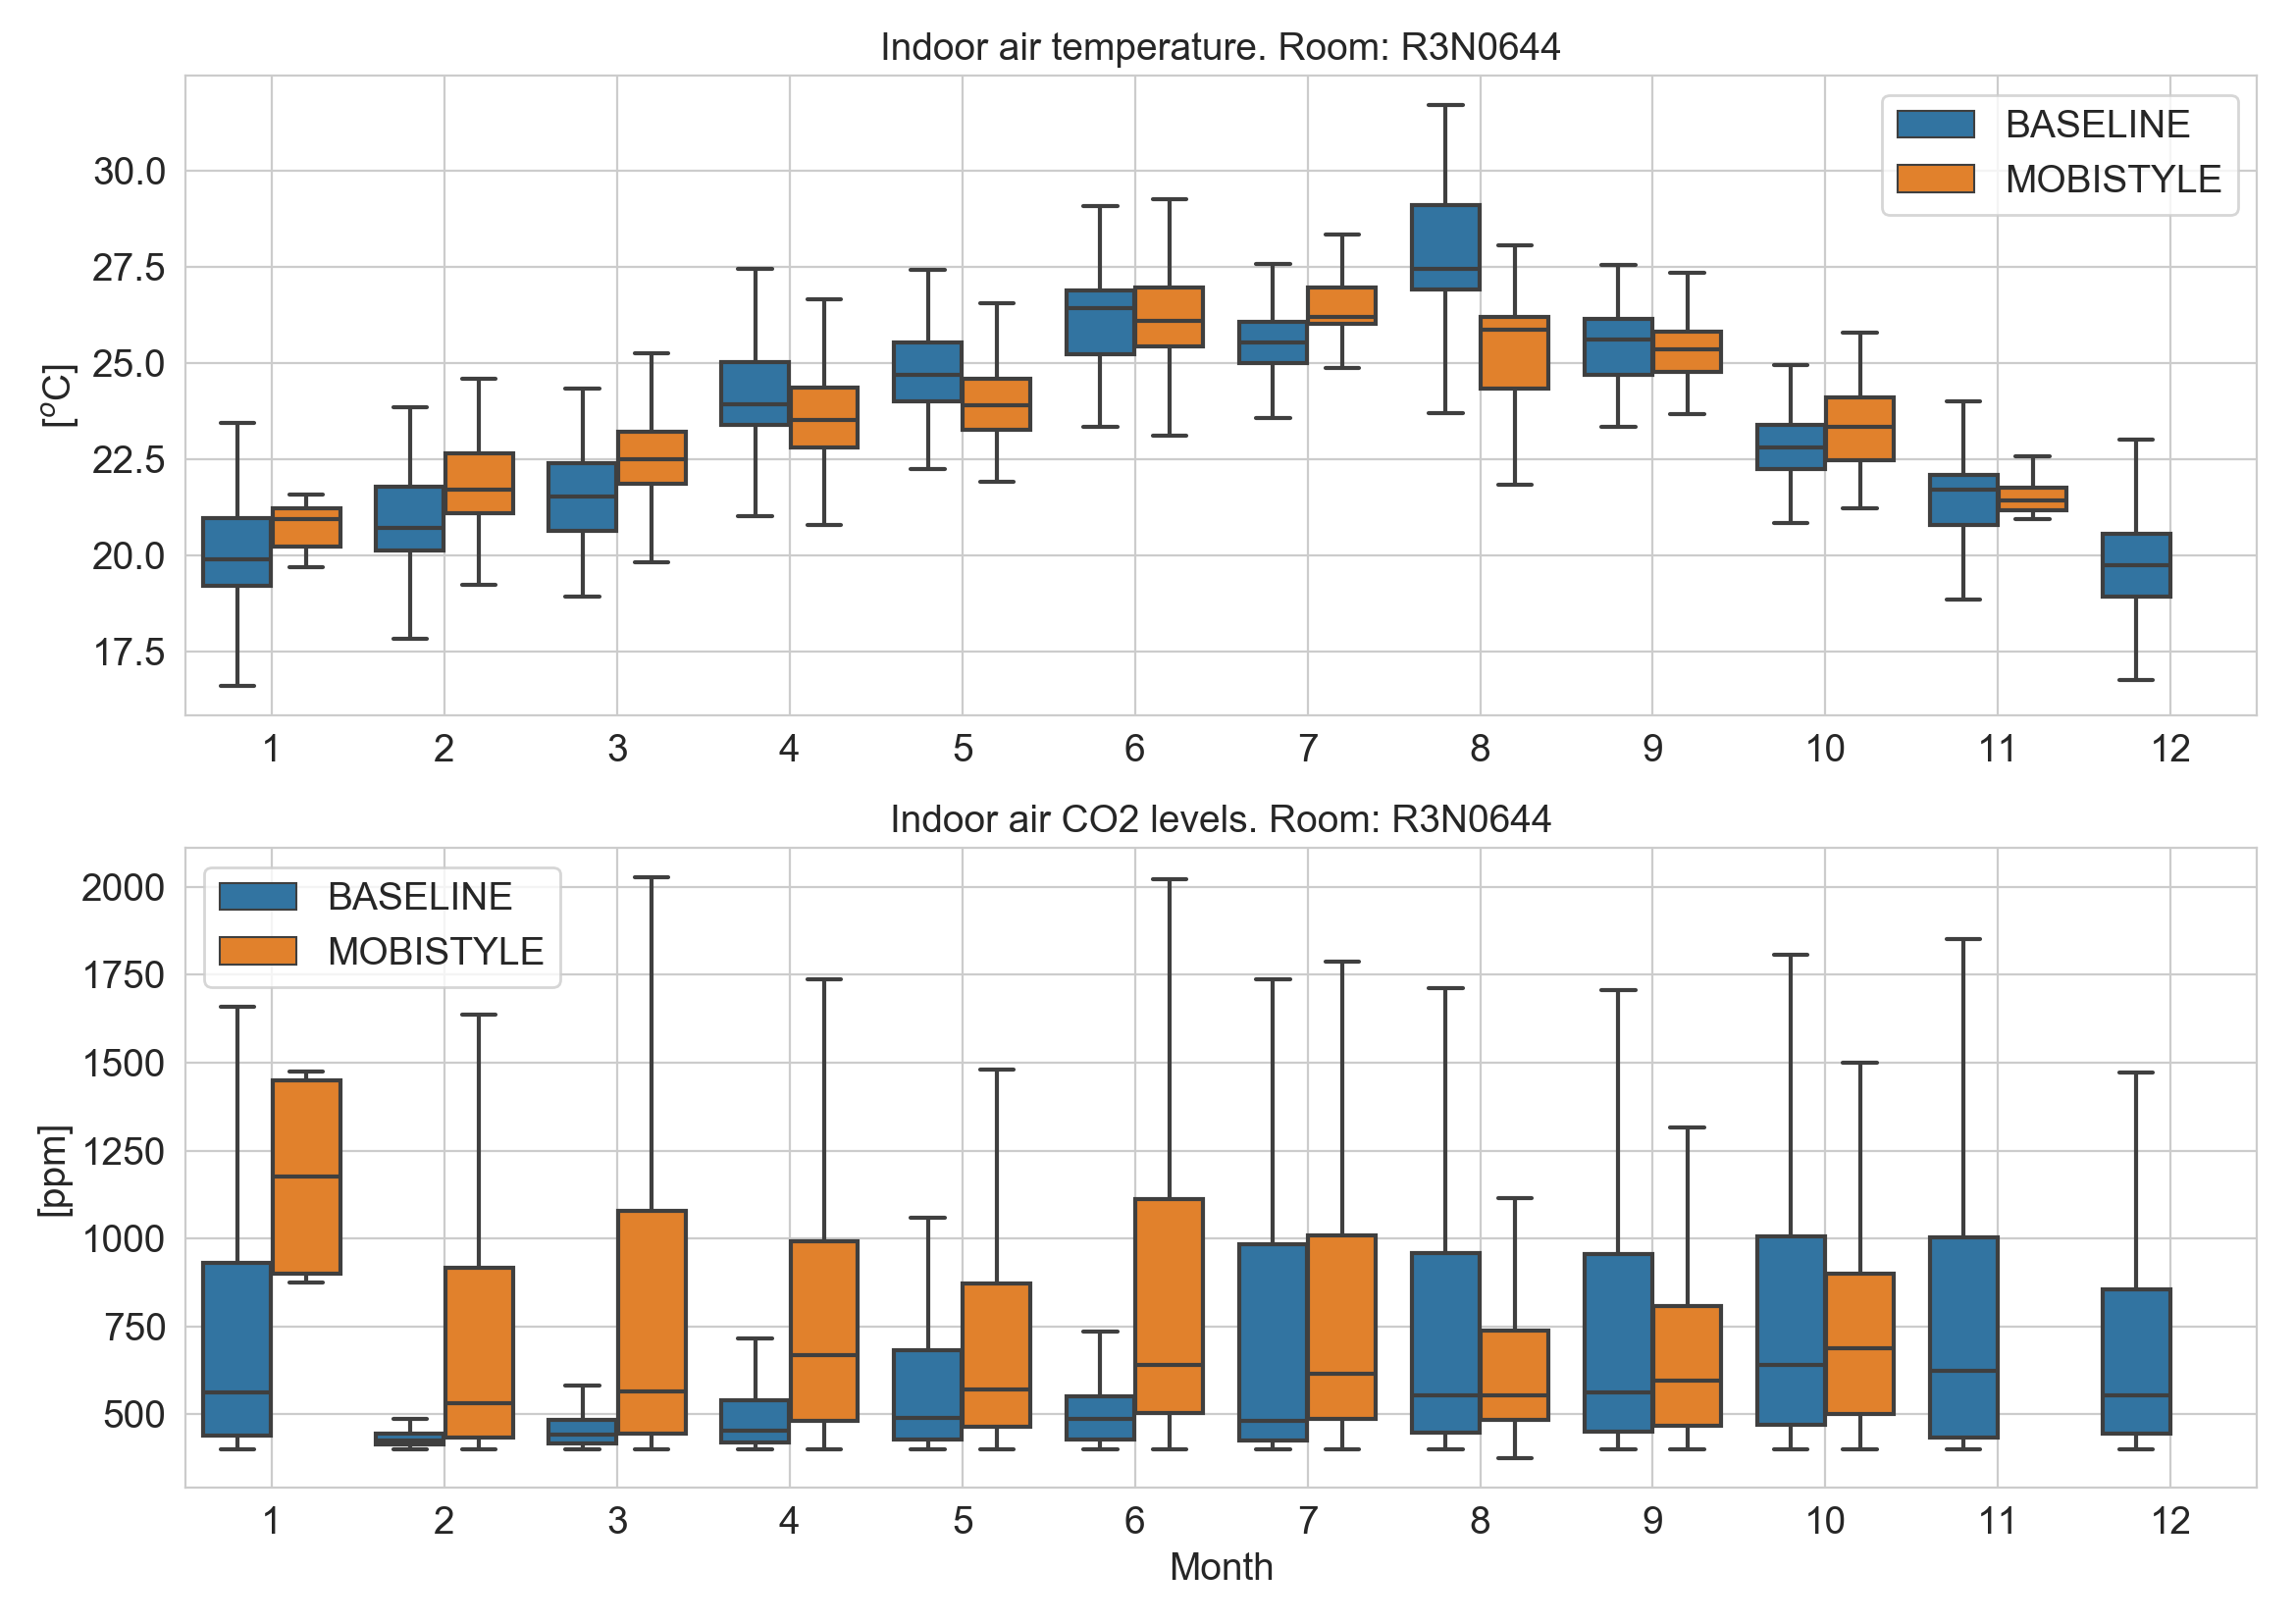 Indoor air temperature. Room: R3N0644
BASELINE
MOBISTYLE
30.0
27.5
25.0
22.5
20.0
17.5
[°C]
1 2 3 4 5 6 7 8 9 10 11 12
Indoor air CO2 levels. Room: R3N0644
BASELINE
MOBISTYLE
2000
1750
1500
1250
1000
750
500
[ppm]
1 2 3 4 5 6 7 8 9 10 11 12
Month